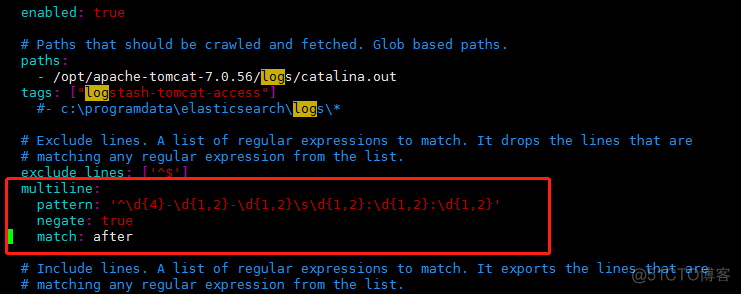 enabled: true
# Paths that should be crawled and fetched. Glob based paths.
paths:
- /opt/apache-tomcat-7.0.56/logs/catalina.out
tags: ["logstash-tomcat-access"]
#- c:\programdata\elasticsearch\logs\*
# Exclude lines. A list of regular expressions to match. It drops the lines that are
# matching any regular expression from the list.
exclude_lines: ['^$']
multiline:
pattern: '^\d{4}-\d{1,2}-\d{1,2}\s\d{1,2}:\d{1,2}:\d{1,2}'
negate: true
match: after
# Include lines. A list of regular expressions to match. It exports the lines that are
# matching any regular expression from the list.
@51CTO博客